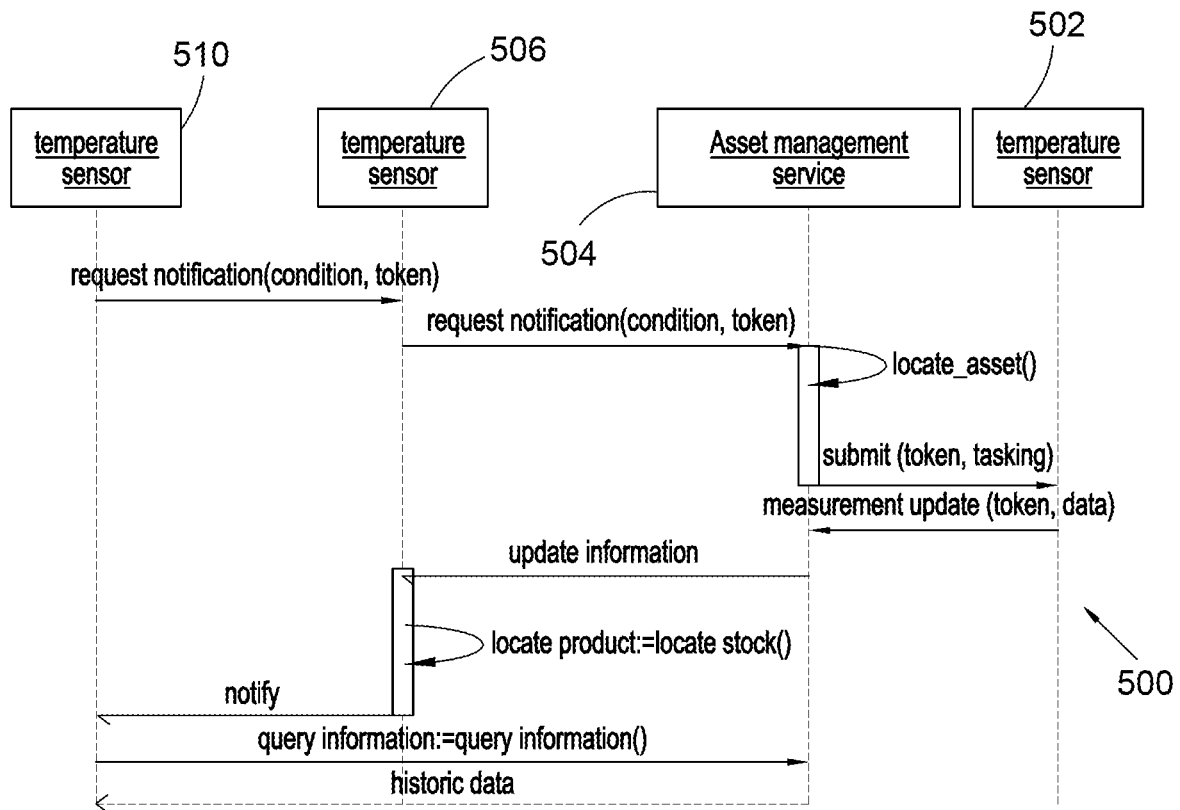 510
506
502
temperature
sensor
temperature
sensor
Asset management
service
temperature
sensor
504
request notification(condition, token)
request notification(condition, token)
locate_asset()
submit (token, tasking)
measurement update (token, data)
update information
locate product:=locate stock()
500
notify
query information:=query information()
historic data